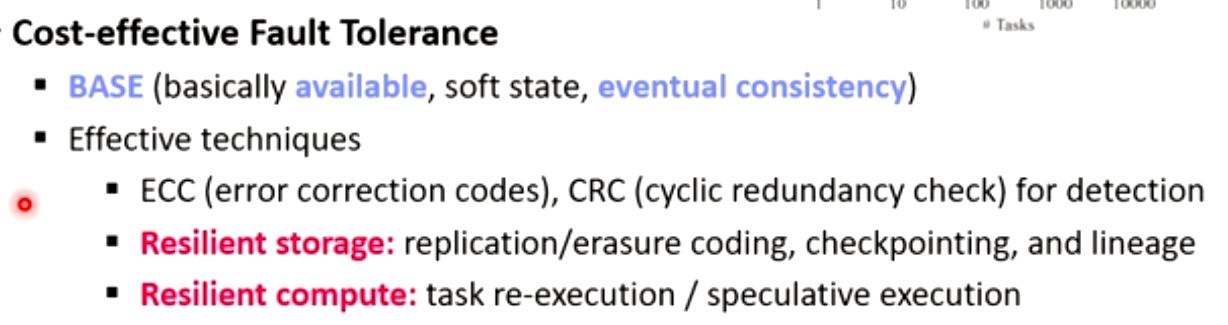 1 10 100 1000 10000
# Tasks
Cost-effective Fault Tolerance
▪ BASE (basically available, soft state, eventual consistency)
▪ Effective techniques
▪ ECC (error correction codes), CRC (cyclic redundancy check) for detection
▪ Resilient storage: replication/erasure coding, checkpointing, and lineage
▪ Resilient compute: task re-execution / speculative execution